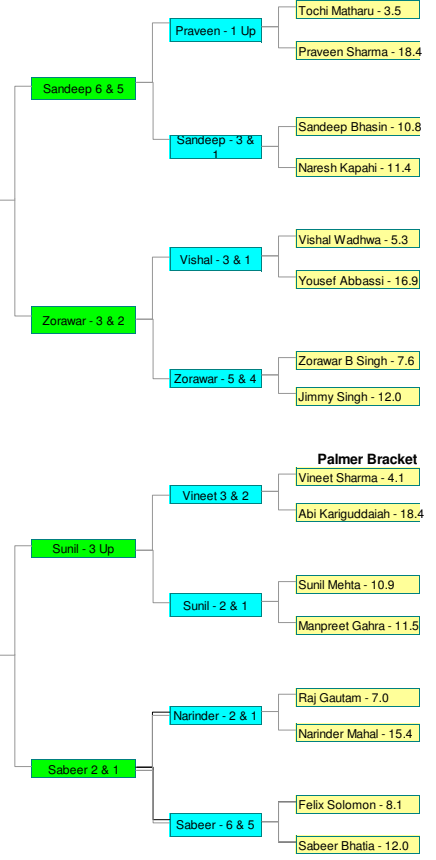 Tochi Matharu - 3.5
Praveen - 1 Up
Praveen Sharma - 18.4
Sandeep 6 & 5
Sandeep Bhasin - 10.8
Sandeep - 3 &
1
Naresh Kapahi - 11.4
Vishal Wadhwa - 5.3
Vishal - 3 & 1
Yousef Abbassi - 16.9
Zorawar - 3 & 2
Zorawar B Singh - 7.6
Zorawar - 5 & 4
Jimmy Singh - 12.0
Palmer Bracket
Vineet Sharma - 4.1
Vineet 3 & 2
Abi Kariguddaiah - 18.4
Sunil - 3 Up
Sunil Mehta - 10.9
Sunil - 2 & 1
Manpreet Gahra - 11.5
Raj Gautam - 7.0
Narinder - 2 & 1
Narinder Mahal - 15.4
Sabeer 2 & 1
Felix Solomon - 8.1
Sabeer - 6 & 5
Sabeer Bhatia - 12.0